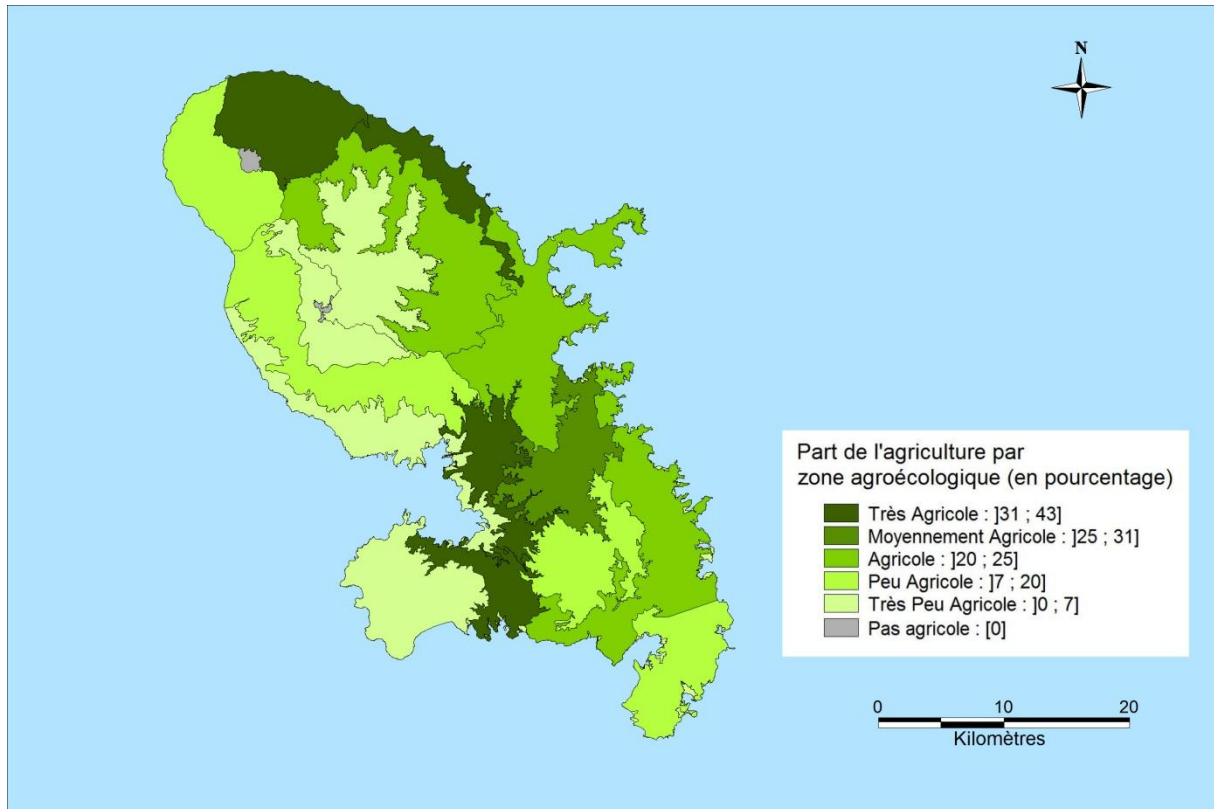 N
Part de l'agriculture par
zone agroécologique (en pourcentage)
Très Agricole : ]31 ; 43]
Moyennement Agricole : ]25 ; 31]
Agricole : ]20 ; 25]
Peu Agricole : ]7 ; 20]
Très Peu Agricole : ]0 ; 7]
Pas agricole : [0]
0 10 20
Kilomètres